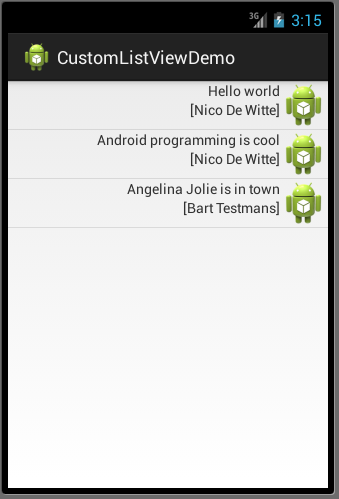 3G 3:15
CustomListViewDemo
Hello world
[Nico De Witte]
Android programming is cool
[Nico De Witte]
Angelina Jolie is in town
[Bart Testmans]